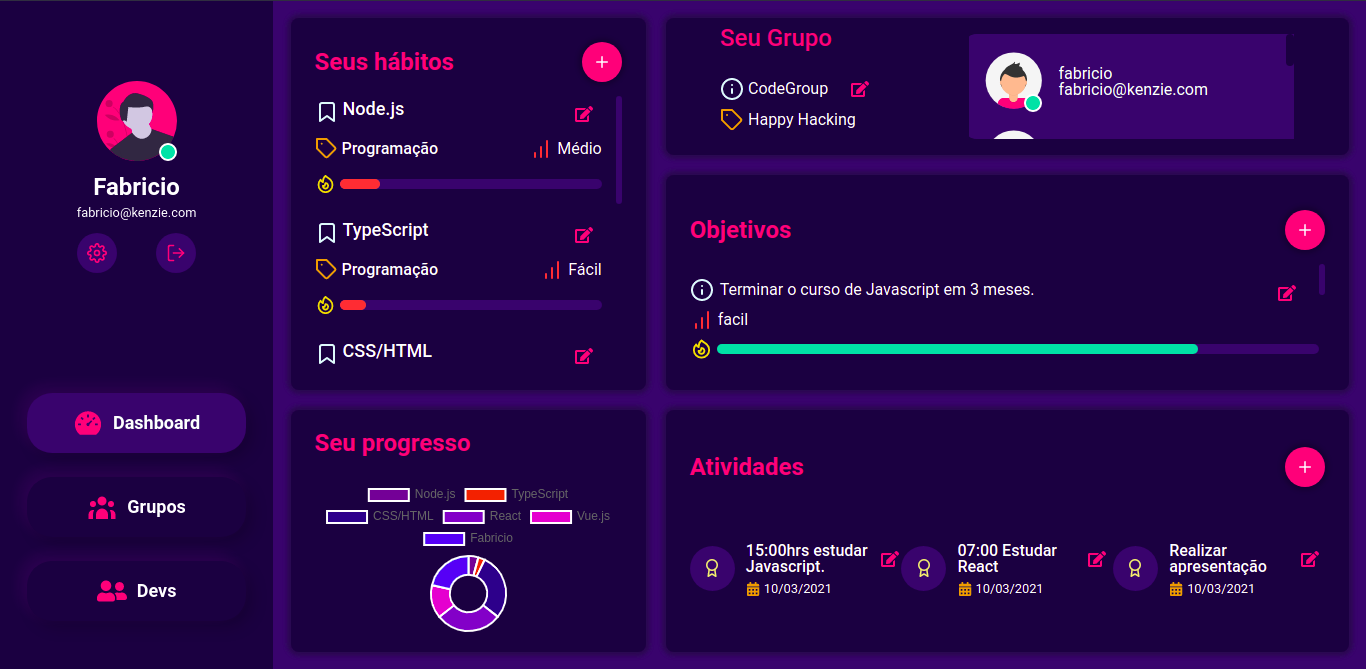 Fabricio
fabricio@kenzie.com
Dashboard
Grupos
Devs
Seus hábitos
+
Node.js
Programação
Médio
TypeScript
Programação
Fácil
CSS/HTML
Seu progresso
Node.js TypeScript
CSS/HTML React Vue.js
Fabricio
Seu Grupo
CodeGroup
Happy Hacking
fabricio
fabricio@kenzie.com
Objetivos
+
Terminar o curso de Javascript em 3 meses.
facil
Atividades
+
15:00hrs estudar
Javascript.
10/03/2021
07:00 Estudar
React
10/03/2021
Realizar
apresentação
10/03/2021